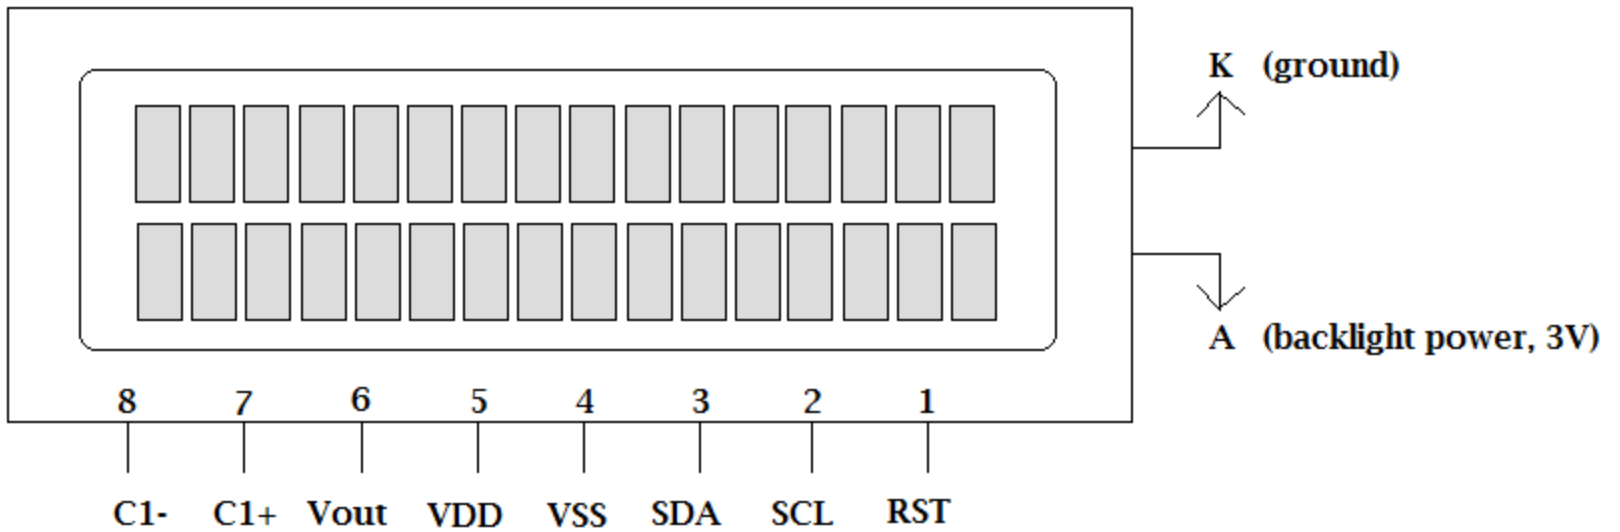 K (ground)
A (backlight power, 3V)
8 7 6 5 4 3 2 1
C1- C1+ Vout VDD VSS SDA SCL RST